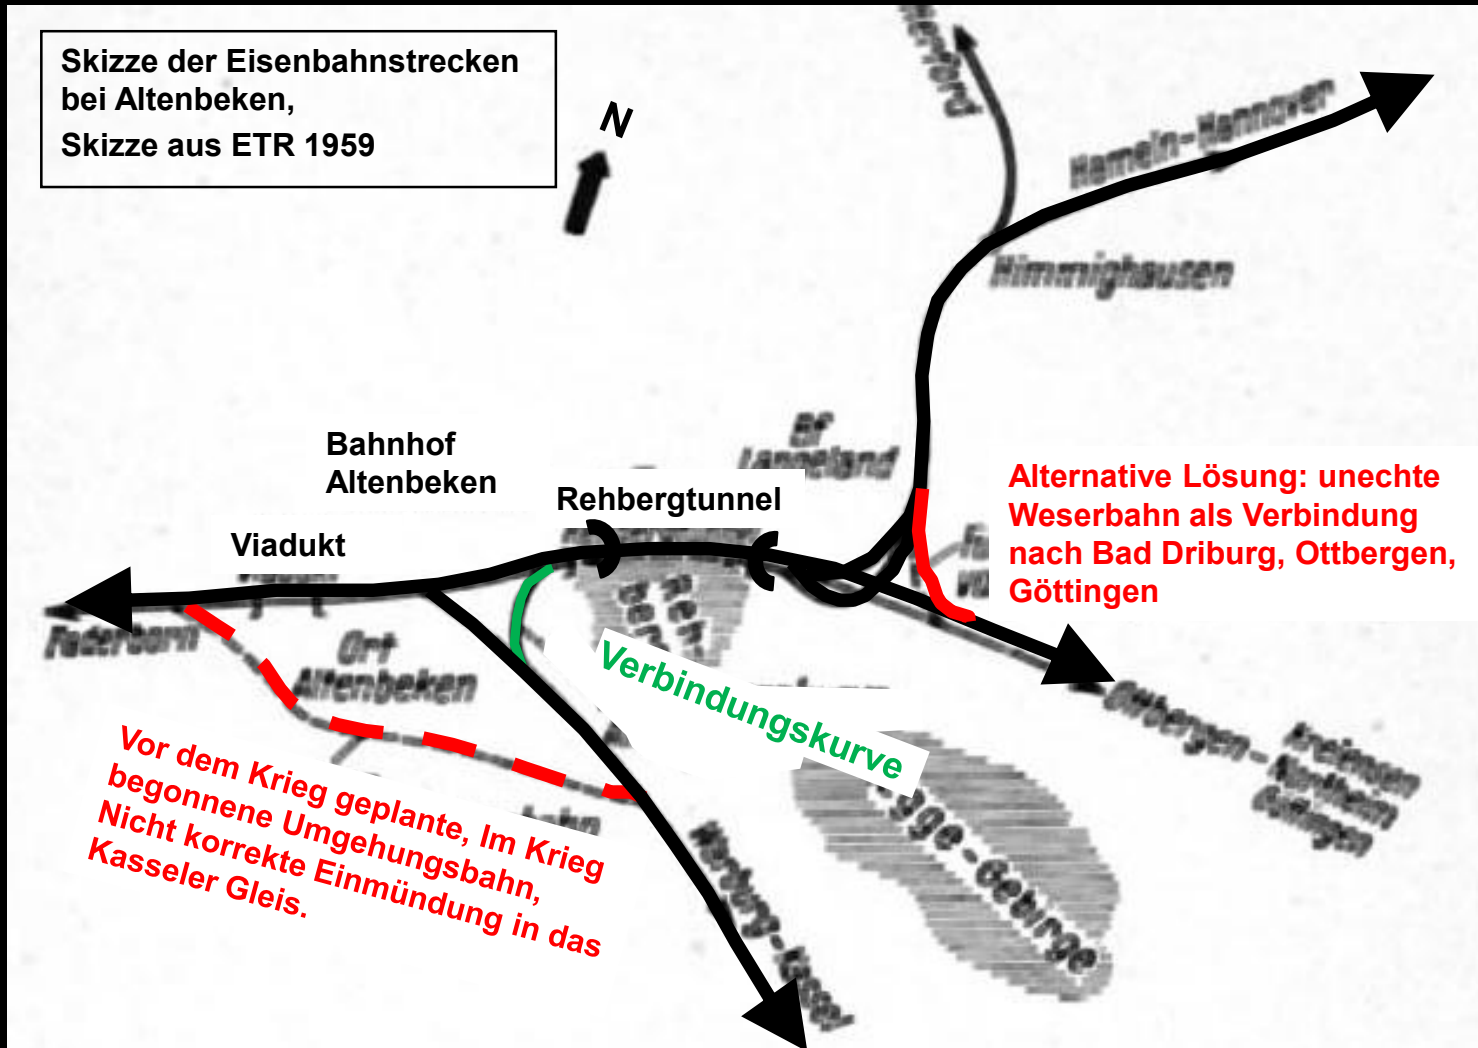 Skizze der Eisenbahnstrecken
bei Altenbeken,
Skizze aus ETR 1959
N
Hameln-Hannover
Himmighausen
Bf
Langeland
Bahnhof
Altenbeken
Rehbergtunnel
Viadukt
Alternative Lösung: unechte
Weserbahn als Verbindung
nach Bad Driburg, Ottbergen,
Göttingen
Paderborn
Ort
Altenbeken
Verbindungskurve
Vor dem Krieg geplante, Im Krieg
begonnene Umgehungsbahn,
Nicht korrekte Einmündung in das
Kasseler Gleis.
Ottbergen-
Kreiensen
Northeim
Warburg-Kassel
Egge-Gebirge